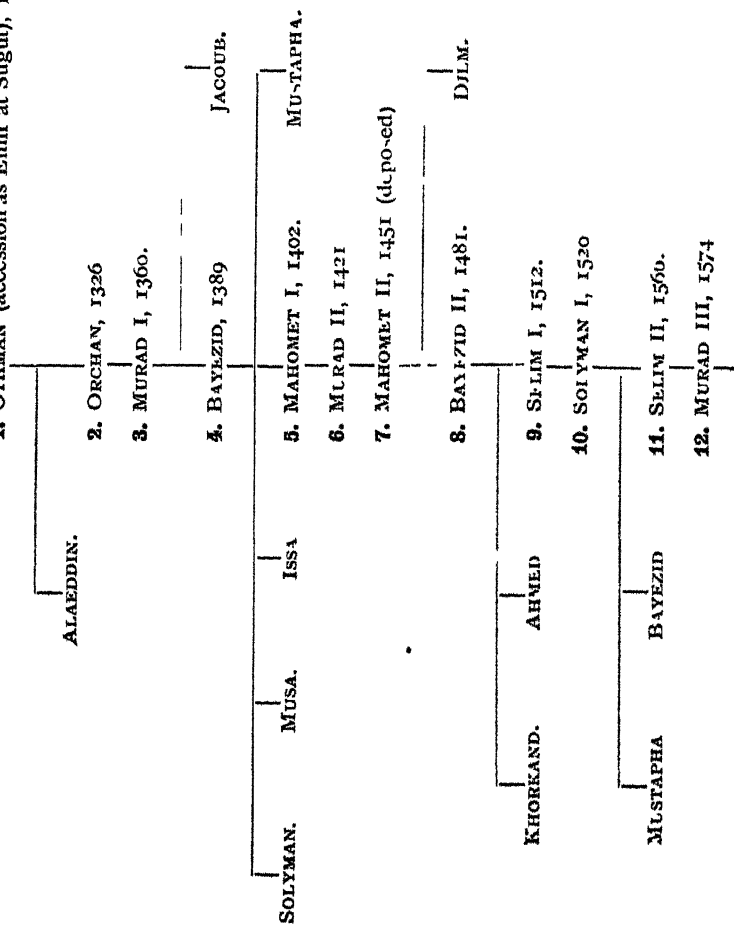 1. OTHMAN (accession as Emir at Sugut),
ALAEDDIN.
2. ORCHAN, 1326
3. MURAD I, 1360.
4. BAYEZID, 1389
JACOUB.
SOLYMAN.
MUSA.
ISSA
5. MAHOMET I, 1402.
MUSTAPHA.
6. MURAD II, 1421
7. MAHOMET II, 1451 (deposed)
8. BAYEZID II, 1481.
DJEM.
KHORKAND.
AHMED
9. SELIM I, 1512.
10. SOLYMAN I, 1520
MUSTAPHA
BAYEZID
11. SELIM II, 1560.
12. MURAD III, 1574